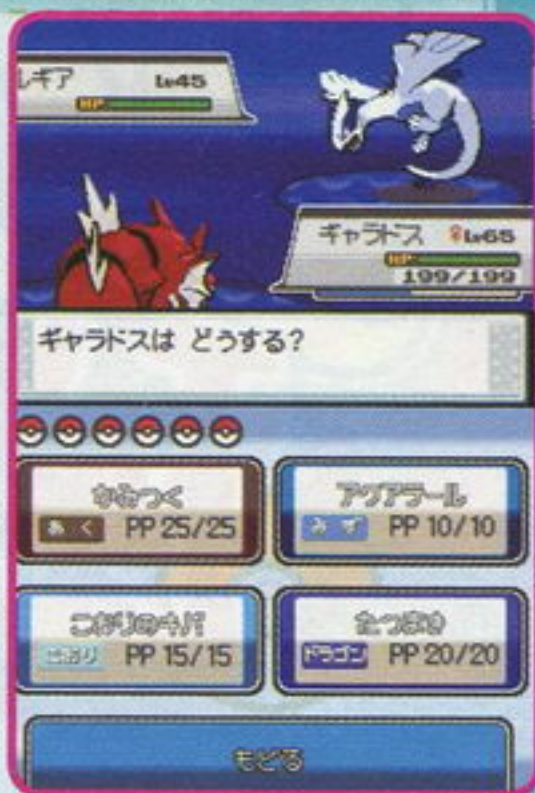 ルギア Lv45
HP
ギャラドス ♀Lv65
HP
199/199
ギャラドスは どうする?
かみつく
あく PP 25/25
アクアテール
みず PP 10/10
こおりのキバ
こおり PP 15/15
たつまき
ドラゴン PP 20/20
もどる